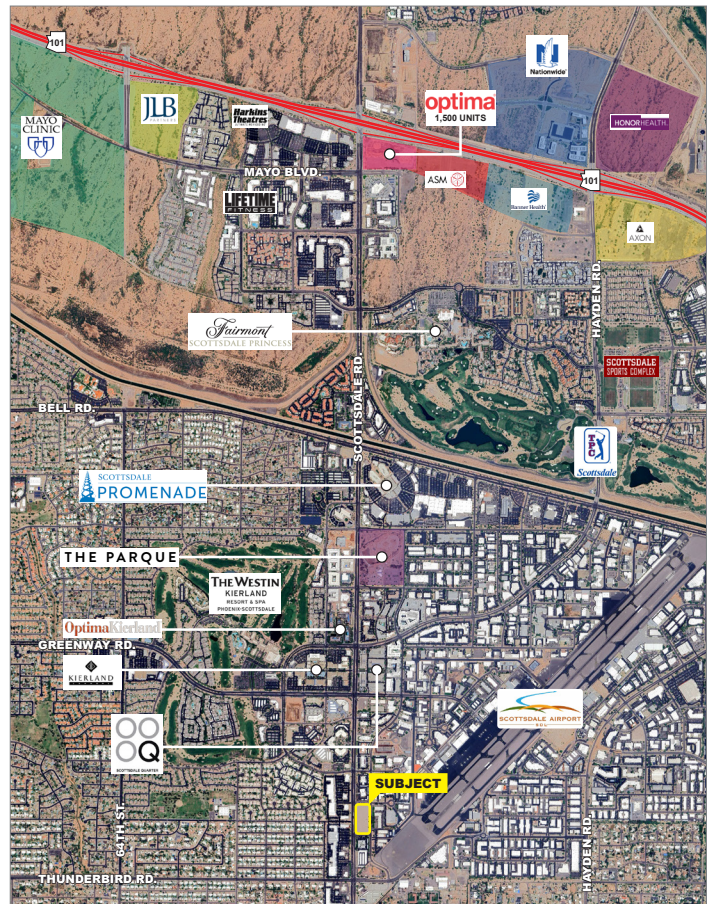 101
Nationwide
optima
1,500 UNITS
JLB
PARTNERS
Harkins
Theatres
MAYO
CLINIC
HONORHEALTH
MAYO BLVD.
ASM
101
LIFETIME
FITNESS
Banner Health
AXON
HAYDEN RD.
Fairmont
SCOTTSDALE PRINCESS
SCOTTSDALE RD.
SCOTTSDALE
SPORTS COMPLEX
BELL RD.
TPC
Scottsdale
SCOTTSDALE
PROMENADE
THE PARQUE
THE WESTIN
KIERLAND
RESORT & SPA
PHOENIX-SCOTTSDALE
OptimaKierland
GREENWAY RD.
KIERLAND
SCOTTSDALE AIRPORT
Q
SCOTTSDALE QUARTER
SUBJECT
64TH ST.
HAYDEN RD.
THUNDERBIRD RD.